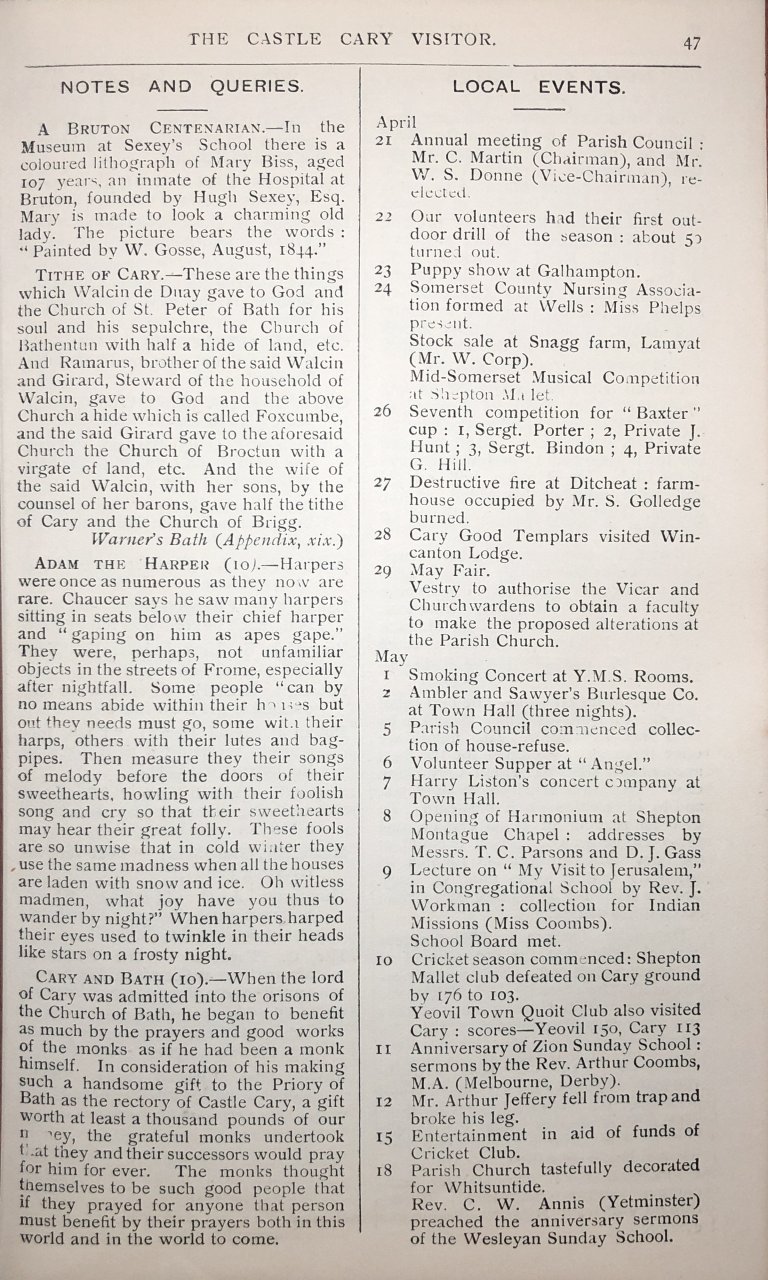 THE CASTLE CARY VISITOR.
47
NOTES AND QUERIES.
A BRUTON CENTENARIAN.—In the
Museum at Sexey's School there is a
coloured lithograph of Mary Biss, aged
107 years, an inmate of the Hospital at
Bruton, founded by Hugh Sexey, Esq.
Mary is made to look a charming old
lady. The picture bears the words :
" Painted by W. Gosse, August, 1844."
TITHE OF CARY.—These are the things
which Walcin de Duay gave to God and
the Church of St. Peter of Bath for his
soul and his sepulchre, the Church of
Bathentun with half a hide of land, etc.
And Ramarus, brother of the said Walcin
and Girard, Steward of the household of
Walcin, gave to God and the above
Church a hide which is called Foxcumbe,
and the said Girard gave to the aforesaid
Church the Church of Broctun with a
virgate of land, etc. And the wife of
the said Walcin, with her sons, by the
counsel of her barons, gave half the tithe
of Cary and the Church of Brigg.
Warner's Bath (Appendix, xix.)
ADAM THE HARPER (10).—Harpers
were once as numerous as they now are
rare. Chaucer says he saw many harpers
sitting in seats below their chief harper
and " gaping on him as apes gape."
They were, perhaps, not unfamiliar
objects in the streets of Frome, especially
after nightfall. Some people "can by
no means abide within their houses but
out they needs must go, some with their
harps, others with their lutes and bag-
pipes. Then measure they their songs
of melody before the doors of their
sweethearts, howling with their foolish
song and cry so that their sweethearts
may hear their great folly. These fools
are so unwise that in cold winter they
use the same madness when all the houses
are laden with snow and ice. Oh witless
madmen, what joy have you thus to
wander by night?" When harpers harped
their eyes used to twinkle in their heads
like stars on a frosty night.
CARY AND BATH (10).—When the lord
of Cary was admitted into the orisons of
the Church of Bath, he began to benefit
as much by the prayers and good works
of the monks as if he had been a monk
himself. In consideration of his making
such a handsome gift to the Priory of
Bath as the rectory of Castle Cary, a gift
worth at least a thousand pounds of our
money, the grateful monks undertook
that they and their successors would pray
for him for ever. The monks thought
themselves to be such good people that
if they prayed for anyone that person
must benefit by their prayers both in this
world and in the world to come.
LOCAL EVENTS.
April
21 Annual meeting of Parish Council :
Mr. C. Martin (Chairman), and Mr.
W. S. Donne (Vice-Chairman), re-
elected.
22 Our volunteers had their first out-
door drill of the season : about 50
turned out.
23 Puppy show at Galhampton.
24 Somerset County Nursing Associa-
tion formed at Wells : Miss Phelps
present.
Stock sale at Snagg farm, Lamyat
(Mr. W. Corp).
Mid-Somerset Musical Competition
at Shepton Mallet.
26 Seventh competition for " Baxter "
cup : 1, Sergt. Porter ; 2, Private J.
Hunt ; 3, Sergt. Bindon ; 4, Private
G. Hill.
27 Destructive fire at Ditcheat : farm-
house occupied by Mr. S. Golledge
burned.
28 Cary Good Templars visited Win-
canton Lodge.
29 May Fair.
Vestry to authorise the Vicar and
Churchwardens to obtain a faculty
to make the proposed alterations at
the Parish Church.
May
1 Smoking Concert at Y.M.S. Rooms.
2 Ambler and Sawyer's Burlesque Co.
at Town Hall (three nights).
5 Parish Council commenced collec-
tion of house-refuse.
6 Volunteer Supper at " Angel."
7 Harry Liston's concert company at
Town Hall.
8 Opening of Harmonium at Shepton
Montague Chapel : addresses by
Messrs. T. C. Parsons and D. J. Gass
9 Lecture on " My Visit to Jerusalem,"
in Congregational School by Rev. J.
Workman : collection for Indian
Missions (Miss Coombs).
School Board met.
10 Cricket season commenced: Shepton
Mallet club defeated on Cary ground
by 176 to 103.
Yeovil Town Quoit Club also visited
Cary : scores—Yeovil 150, Cary 113
11 Anniversary of Zion Sunday School :
sermons by the Rev. Arthur Coombs,
M.A. (Melbourne, Derby).
12 Mr. Arthur Jeffery fell from trap and
broke his leg.
15 Entertainment in aid of funds of
Cricket Club.
18 Parish Church tastefully decorated
for Whitsuntide.
Rev. C. W. Annis (Yetminster)
preached the anniversary sermons
of the Wesleyan Sunday School.